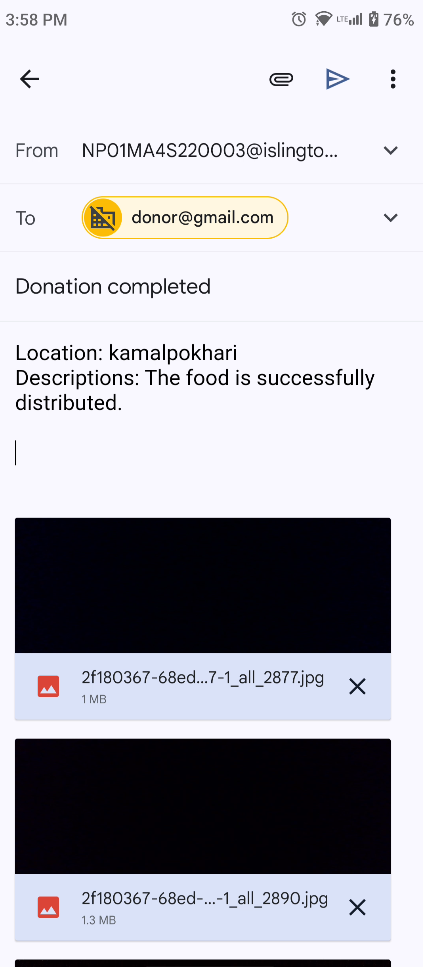 3:58 PM LTE 76%
From NP01MA4S220003@islingto...
To donor@gmail.com
Donation completed
Location: kamalpokhari
Descriptions: The food is successfully
distributed.
2f180367-68ed...7-1_all_2877.jpg
1 MB
2f180367-68ed-...-1_all_2890.jpg
1.3 MB